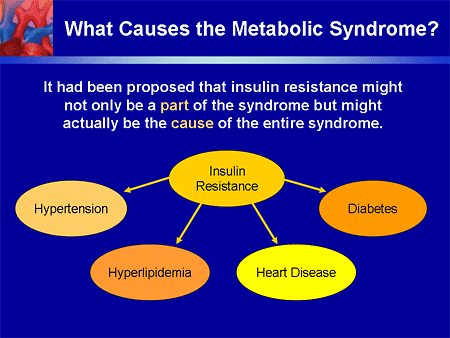 What Causes the Metabolic Syndrome?
It had been proposed that insulin resistance might
not only be a part of the syndrome but might
actually be the cause of the entire syndrome.
Insulin
Resistance
Hypertension
Diabetes
Hyperlipidemia
Heart Disease